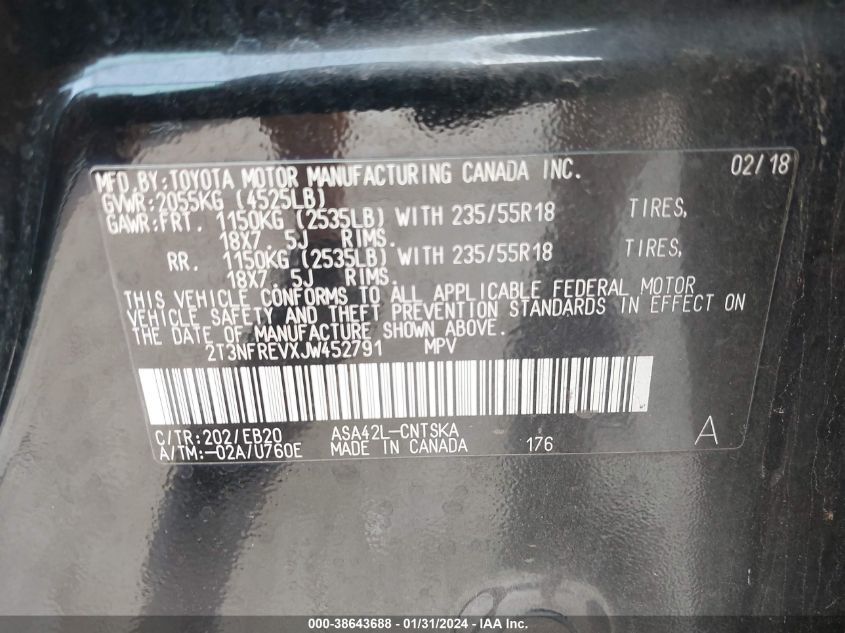 MFD.BY:TOYOTA MOTOR MANUFACTURING CANADA INC. 02/18
GVWR:2055KG (4525LB)
GAWR:FRT. 1150KG (2535LB) WITH 235/55R18 TIRES,
18X7.5J RIMS.
RR. 1150KG (2535LB) WITH 235/55R18 TIRES,
18X7.5J RIMS.
THIS VEHICLE CONFORMS TO ALL APPLICABLE FEDERAL MOTOR
VEHICLE SAFETY AND THEFT PREVENTION STANDARDS IN EFFECT ON
THE DATE OF MANUFACTURE SHOWN ABOVE.
2T3NFREVXJW452791 MPV
C/TR:202/EB20 ASA42L-CNTSKA
A/TM:-02A/U760E MADE IN CANADA 176 A
000-38643688 - 01/31/2024 - IAA Inc.